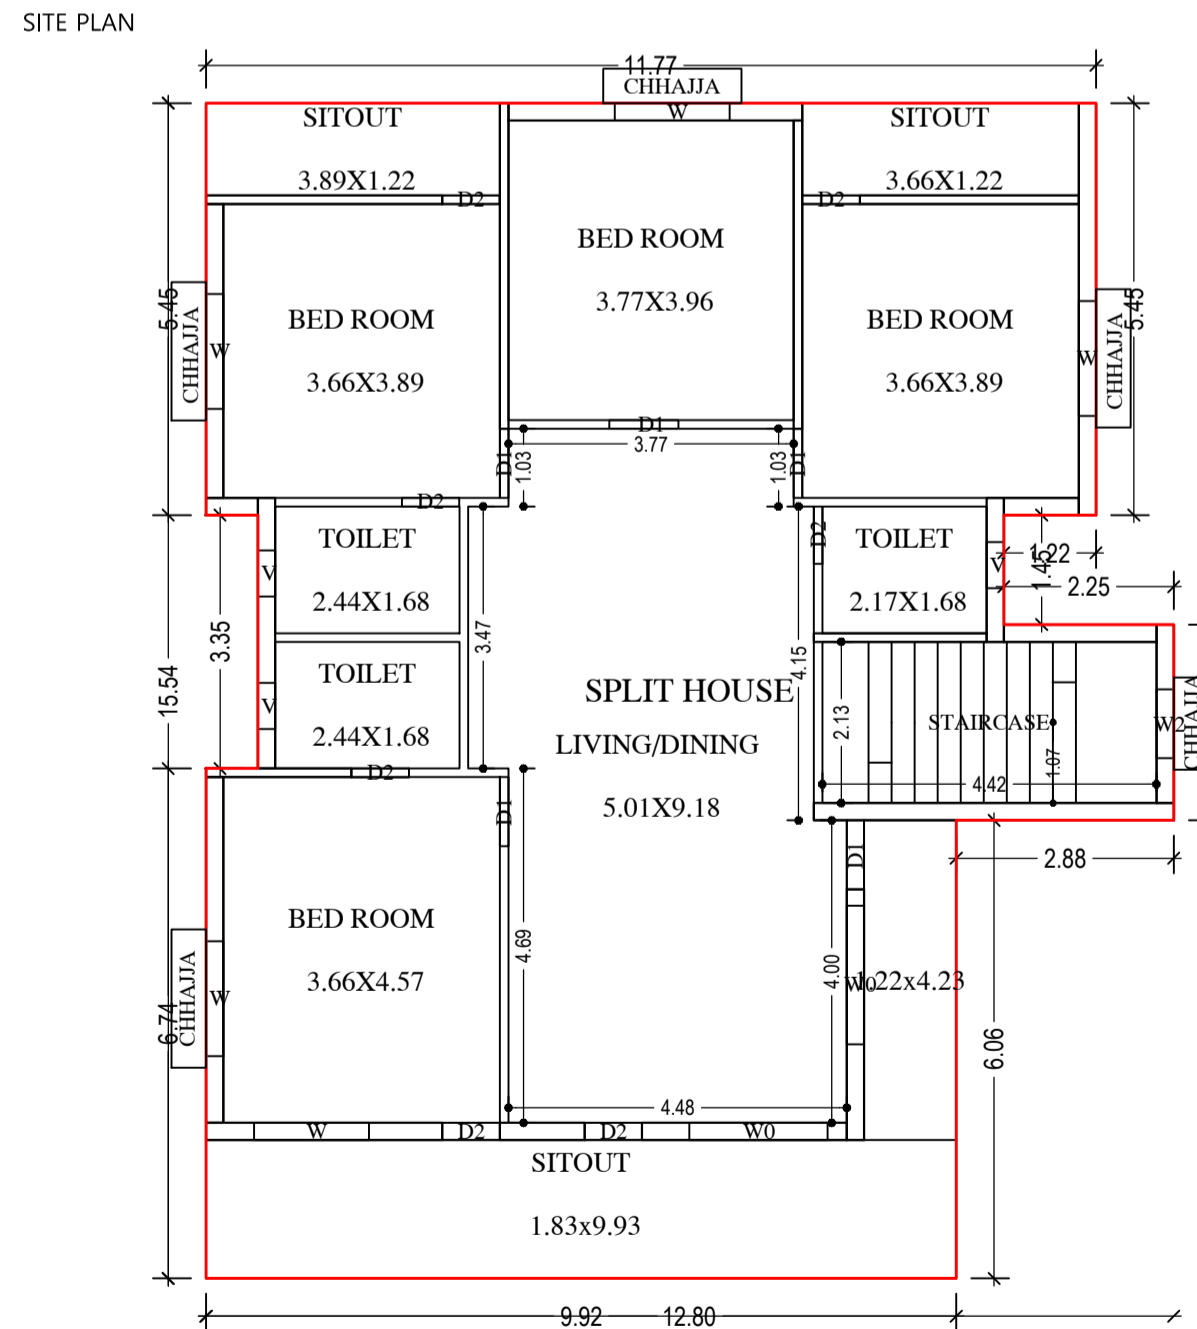 SITE PLAN
11.77
CHHAJJA
SITOUT
W
SITOUT
3.89X1.22
3.66X1.22
D2
D2
BED ROOM
3.77X3.96
5.45
CHHAJJA
W
BED ROOM
3.66X3.89
BED ROOM
3.66X3.89
W
CHHAJJA
5.45
D1
3.77
D1
1.03
1.03
D1
D2
TOILET
2.44X1.68
V
D2
TOILET
2.17X1.68
V
1.22
1.45
2.25
3.35
3.47
4.15
15.54
TOILET
2.44X1.68
V
SPLIT HOUSE
LIVING/DINING
5.01X9.18
2.13
STAIRCASE
1.07
4.42
W2
CHHAJJA
D2
D1
D1
2.88
BED ROOM
3.66X4.57
CHHAJJA
W
6.74
4.69
4.00
W0
1.22x4.23
6.06
4.48
W
D2
D2
W0
SITOUT
1.83x9.93
9.92
12.80